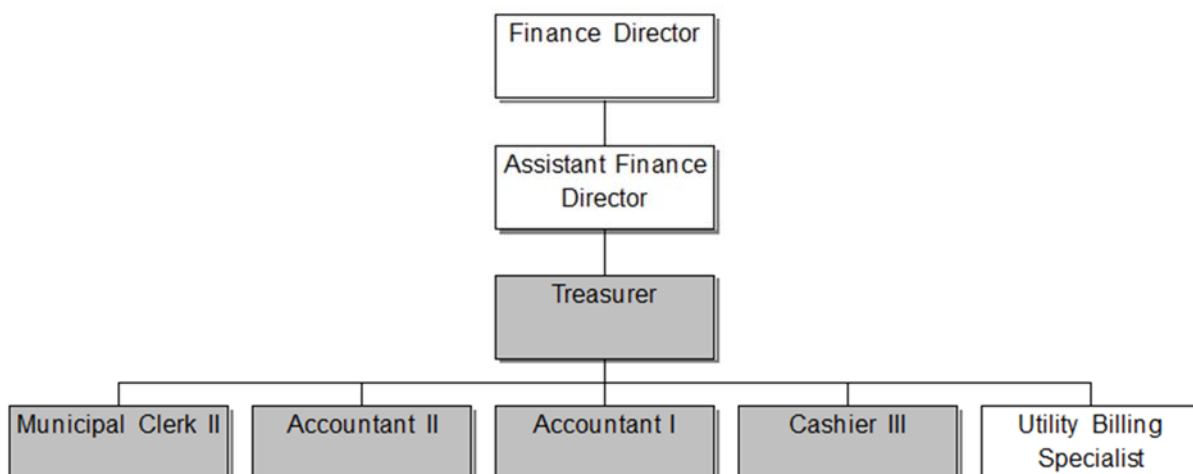 Finance Director
Assistant Finance
Director
Treasurer
Municipal Clerk II
Accountant II
Accountant I
Cashier III
Utility Billing
Specialist